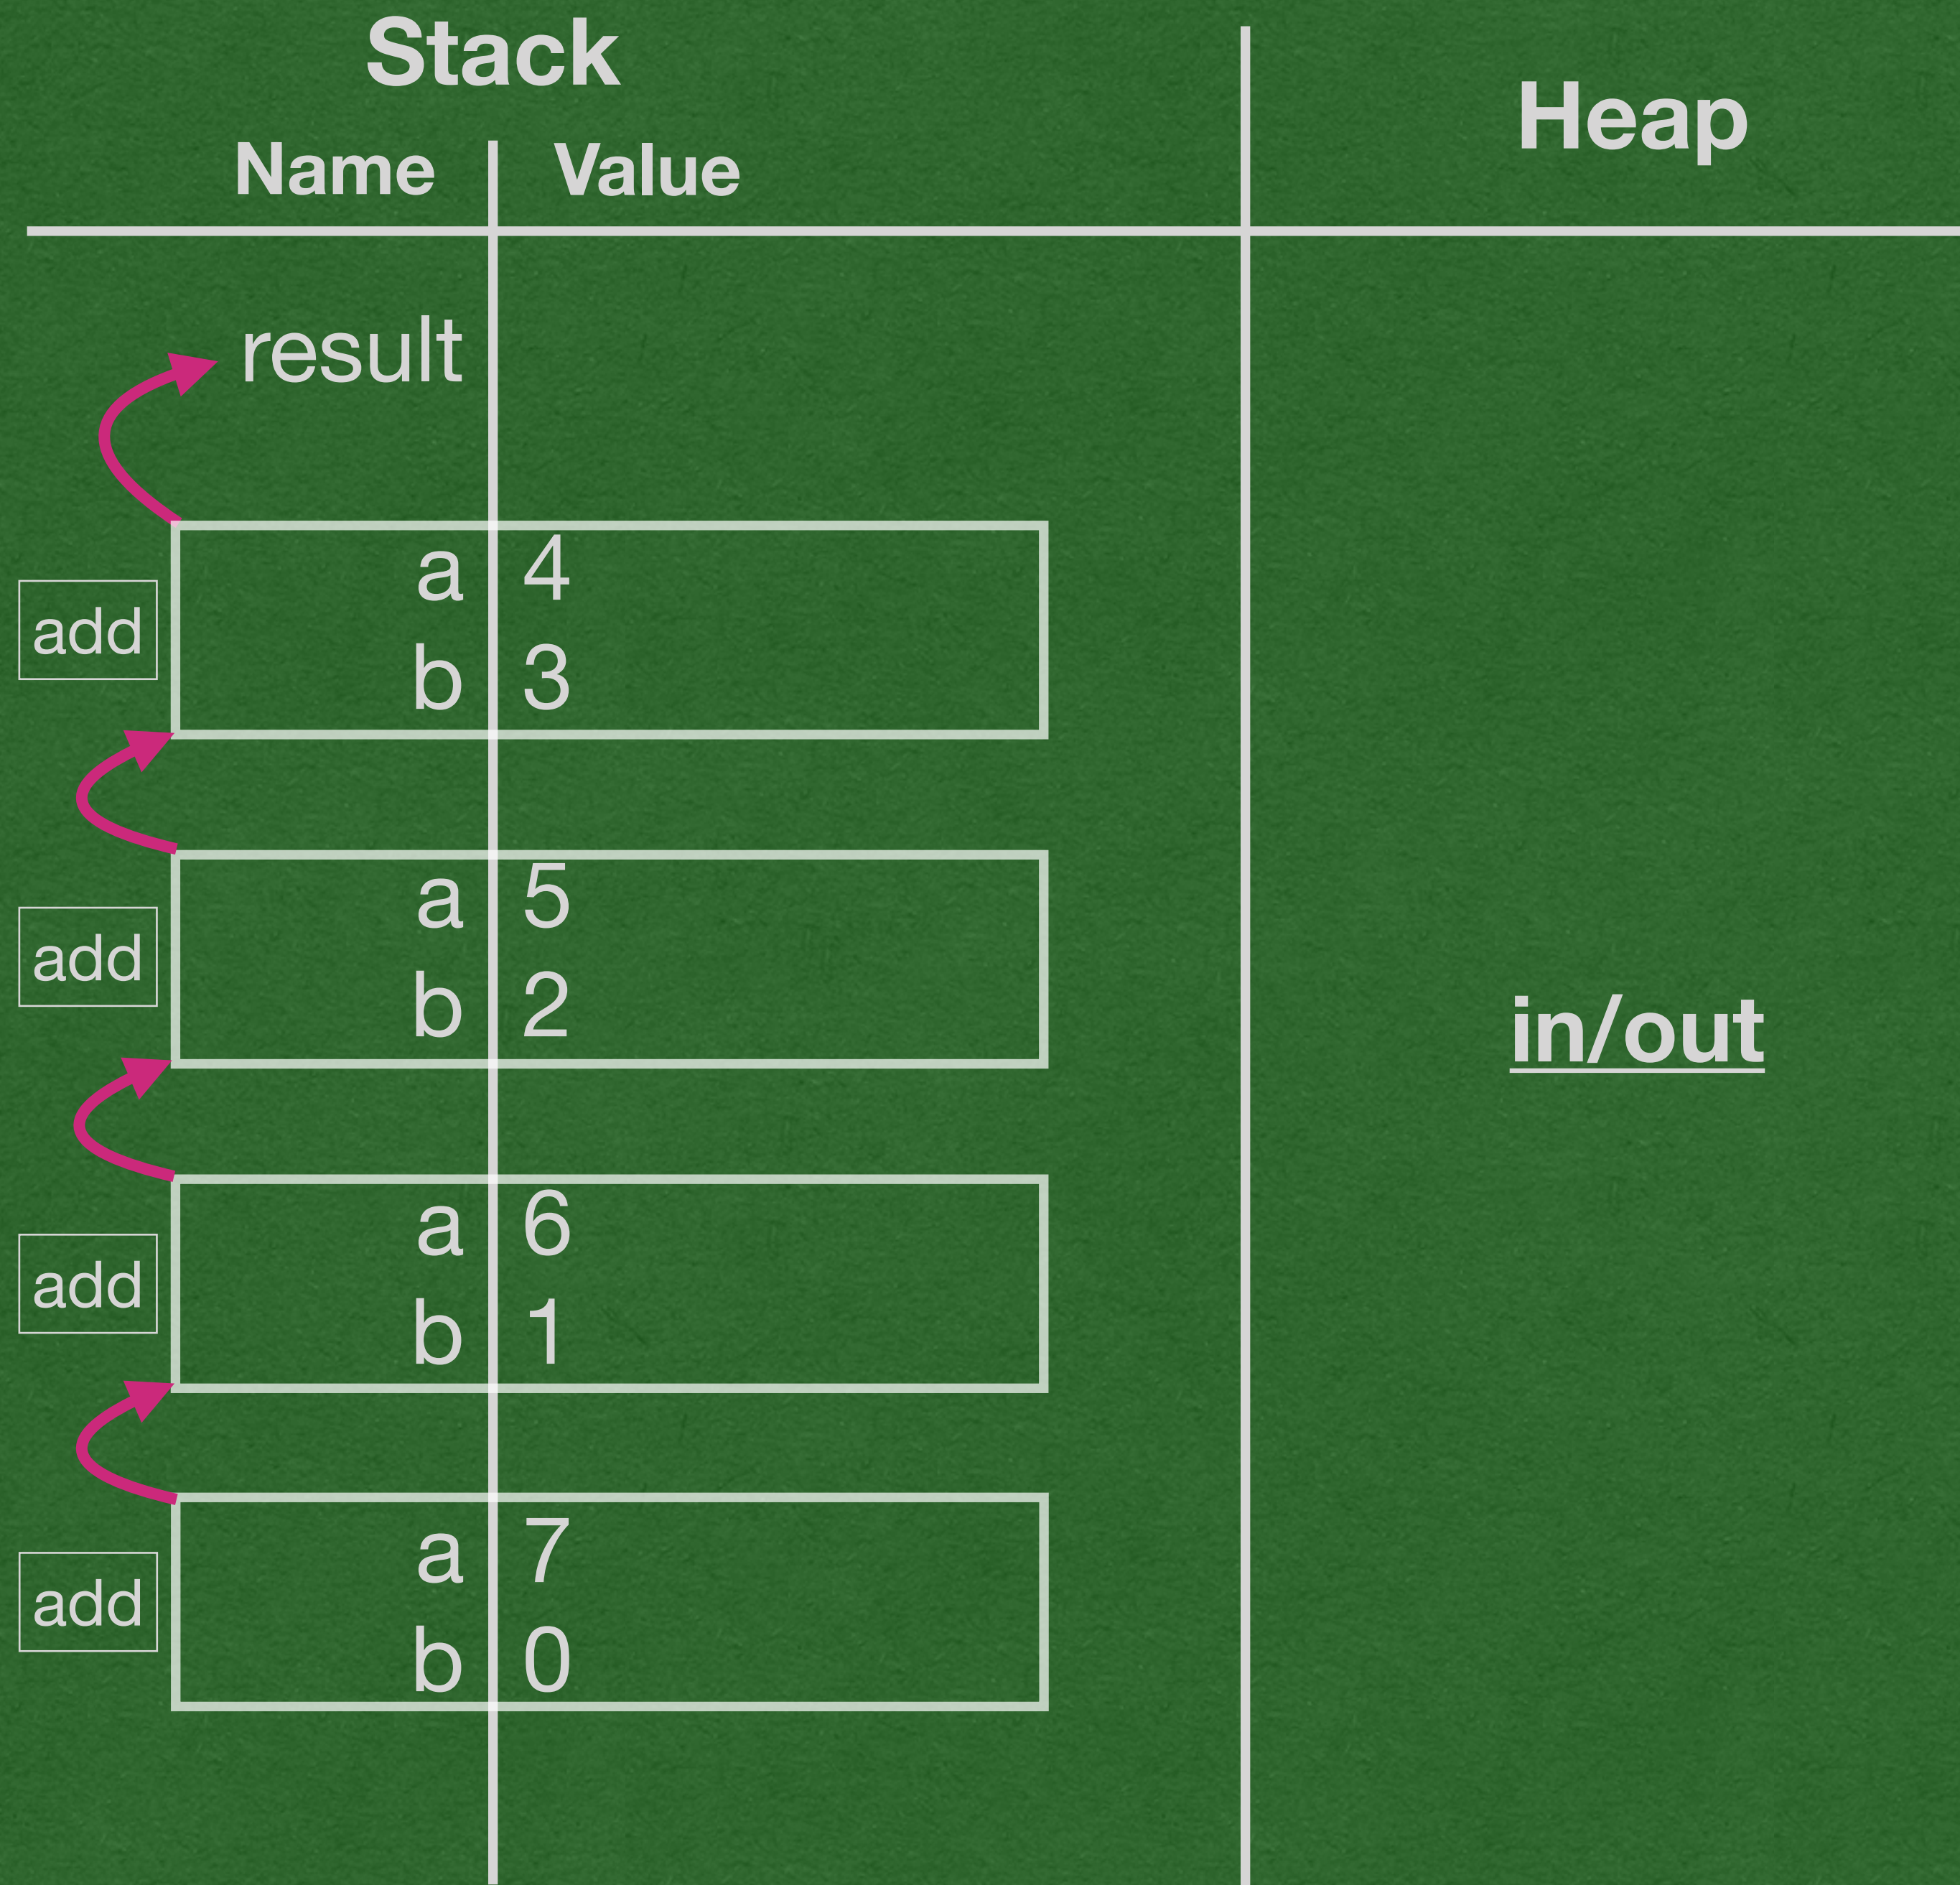 Stack
Heap
Name Value
result
a 4
add
b 3
a 5
add
b 2
in/out
a 6
add
b 1
a 7
add
b 0